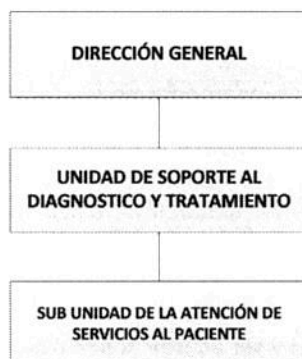 DIRECCIÓN GENERAL
UNIDAD DE SOPORTE AL
DIAGNOSTICO Y TRATAMIENTO
SUB UNIDAD DE LA ATENCIÓN DE
SERVICIOS AL PACIENTE